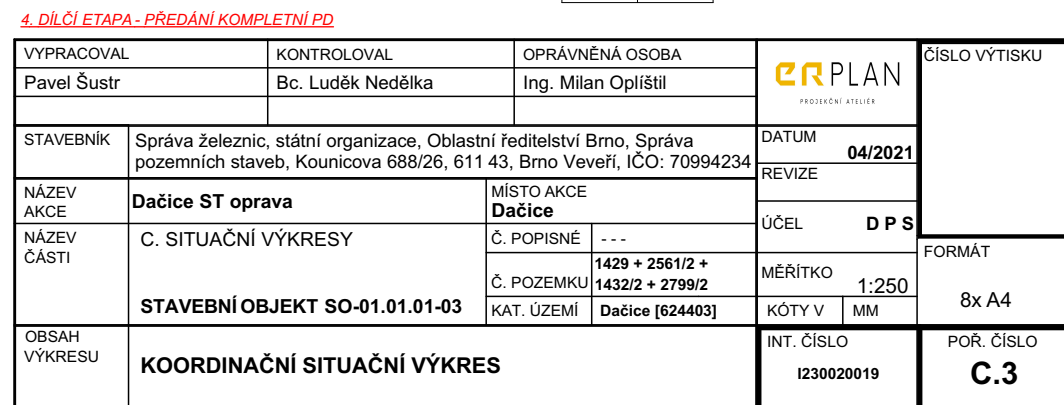 4. DÍLČÍ ETAPA - PŘEDÁNÍ KOMPLETNÍ PD
VYPRACOVAL
KONTROLOVAL
OPRÁVNĚNÁ OSOBA
Pavel Šustr
Bc. Luděk Nedělka
Ing. Milan Oplíštil
ERPLAN
PROJEKČNÍ ATELIÉR
ČÍSLO VÝTISKU
STAVEBNÍK
Správa železnic, státní organizace, Oblastní ředitelství Brno, Správa
pozemních staveb, Kounicova 688/26, 611 43, Brno Veveří, IČO: 70994234
DATUM
04/2021
REVIZE
NÁZEV
AKCE
Dačice ST oprava
MÍSTO AKCE
Dačice
ÚČEL
D P S
NÁZEV
ČÁSTI
C. SITUAČNÍ VÝKRESY
STAVEBNÍ OBJEKT SO-01.01.01-03
Č. POPISNÉ
- - -
Č. POZEMKU
1429 + 2561/2 +
1432/2 + 2799/2
KAT. ÚZEMÍ
Dačice [624403]
MĚŘÍTKO
1:250
KÓTY V
MM
FORMÁT
8x A4
OBSAH
VÝKRESU
KOORDINAČNÍ SITUAČNÍ VÝKRES
INT. ČÍSLO
I230020019
POŘ. ČÍSLO
C.3